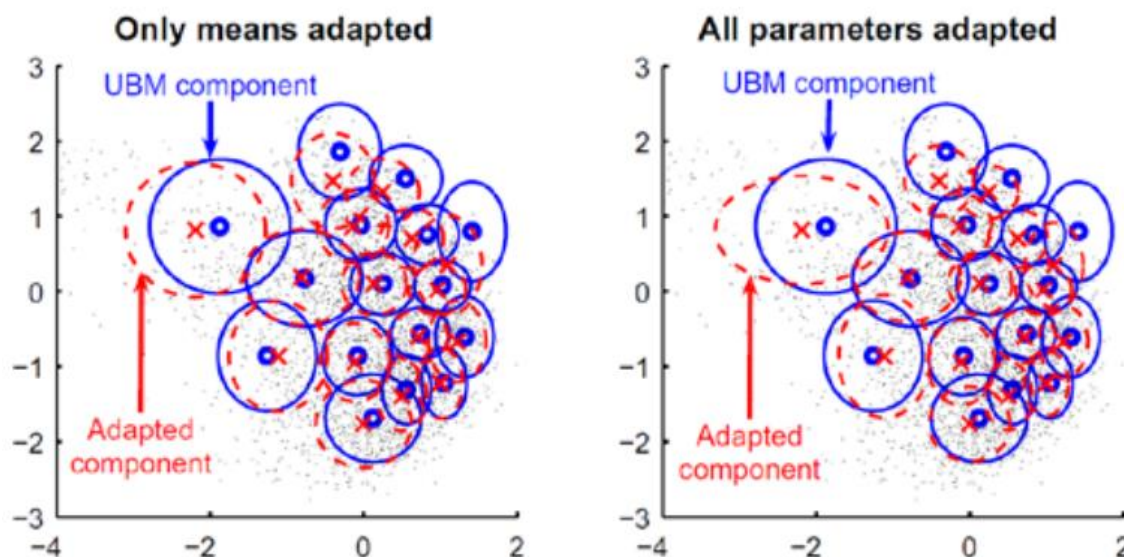 Only means adapted
3
2
1
0
−1
−2
−3
−4
−2
0
2
UBM component
Adapted
component
All parameters adapted
3
2
1
0
−1
−2
−3
−4
−2
0
2
UBM component
Adapted
component